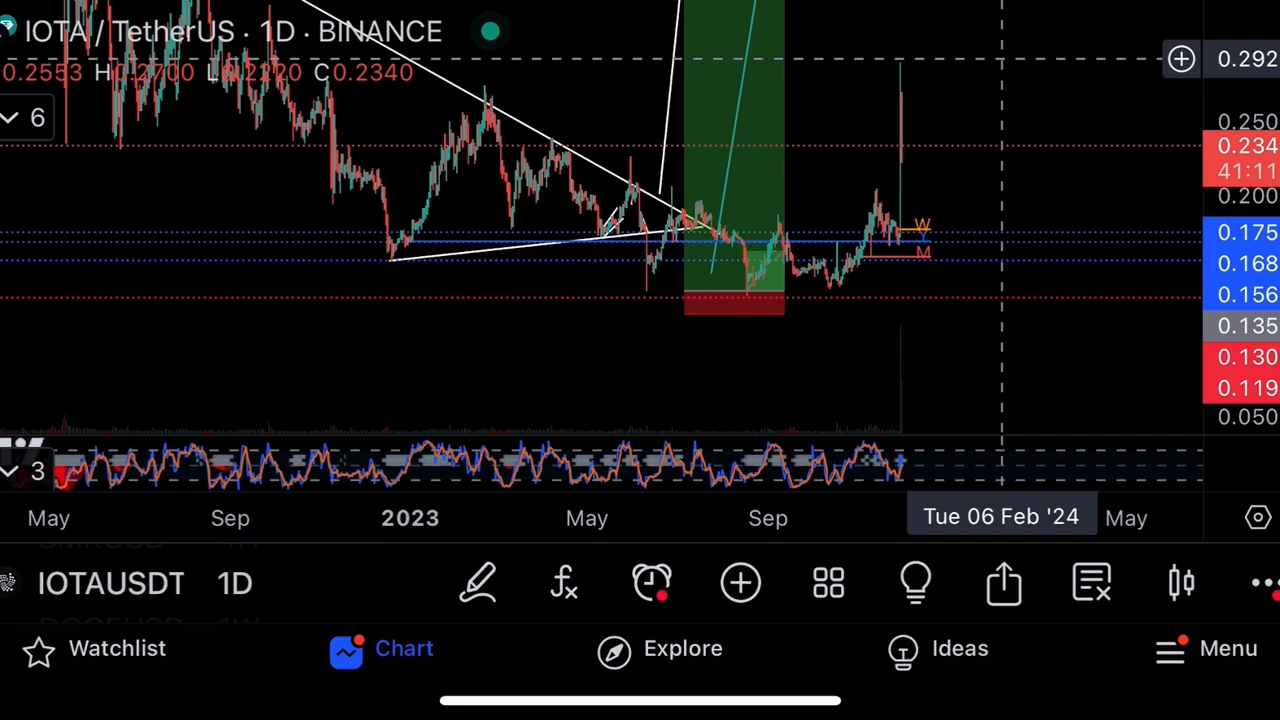 IOTA / TetherUS · 1D · BINANCE
0.2553 H0.2700 L0.2220 C0.2340
6
0.292
0.250
0.234
41:11
0.200
W
0.175
M
0.168
0.156
0.135
0.130
0.119
0.050
3
May Sep 2023 May Sep Tue 06 Feb '24 May
IOTAUSDT 1D
Watchlist Chart Explore Ideas Menu